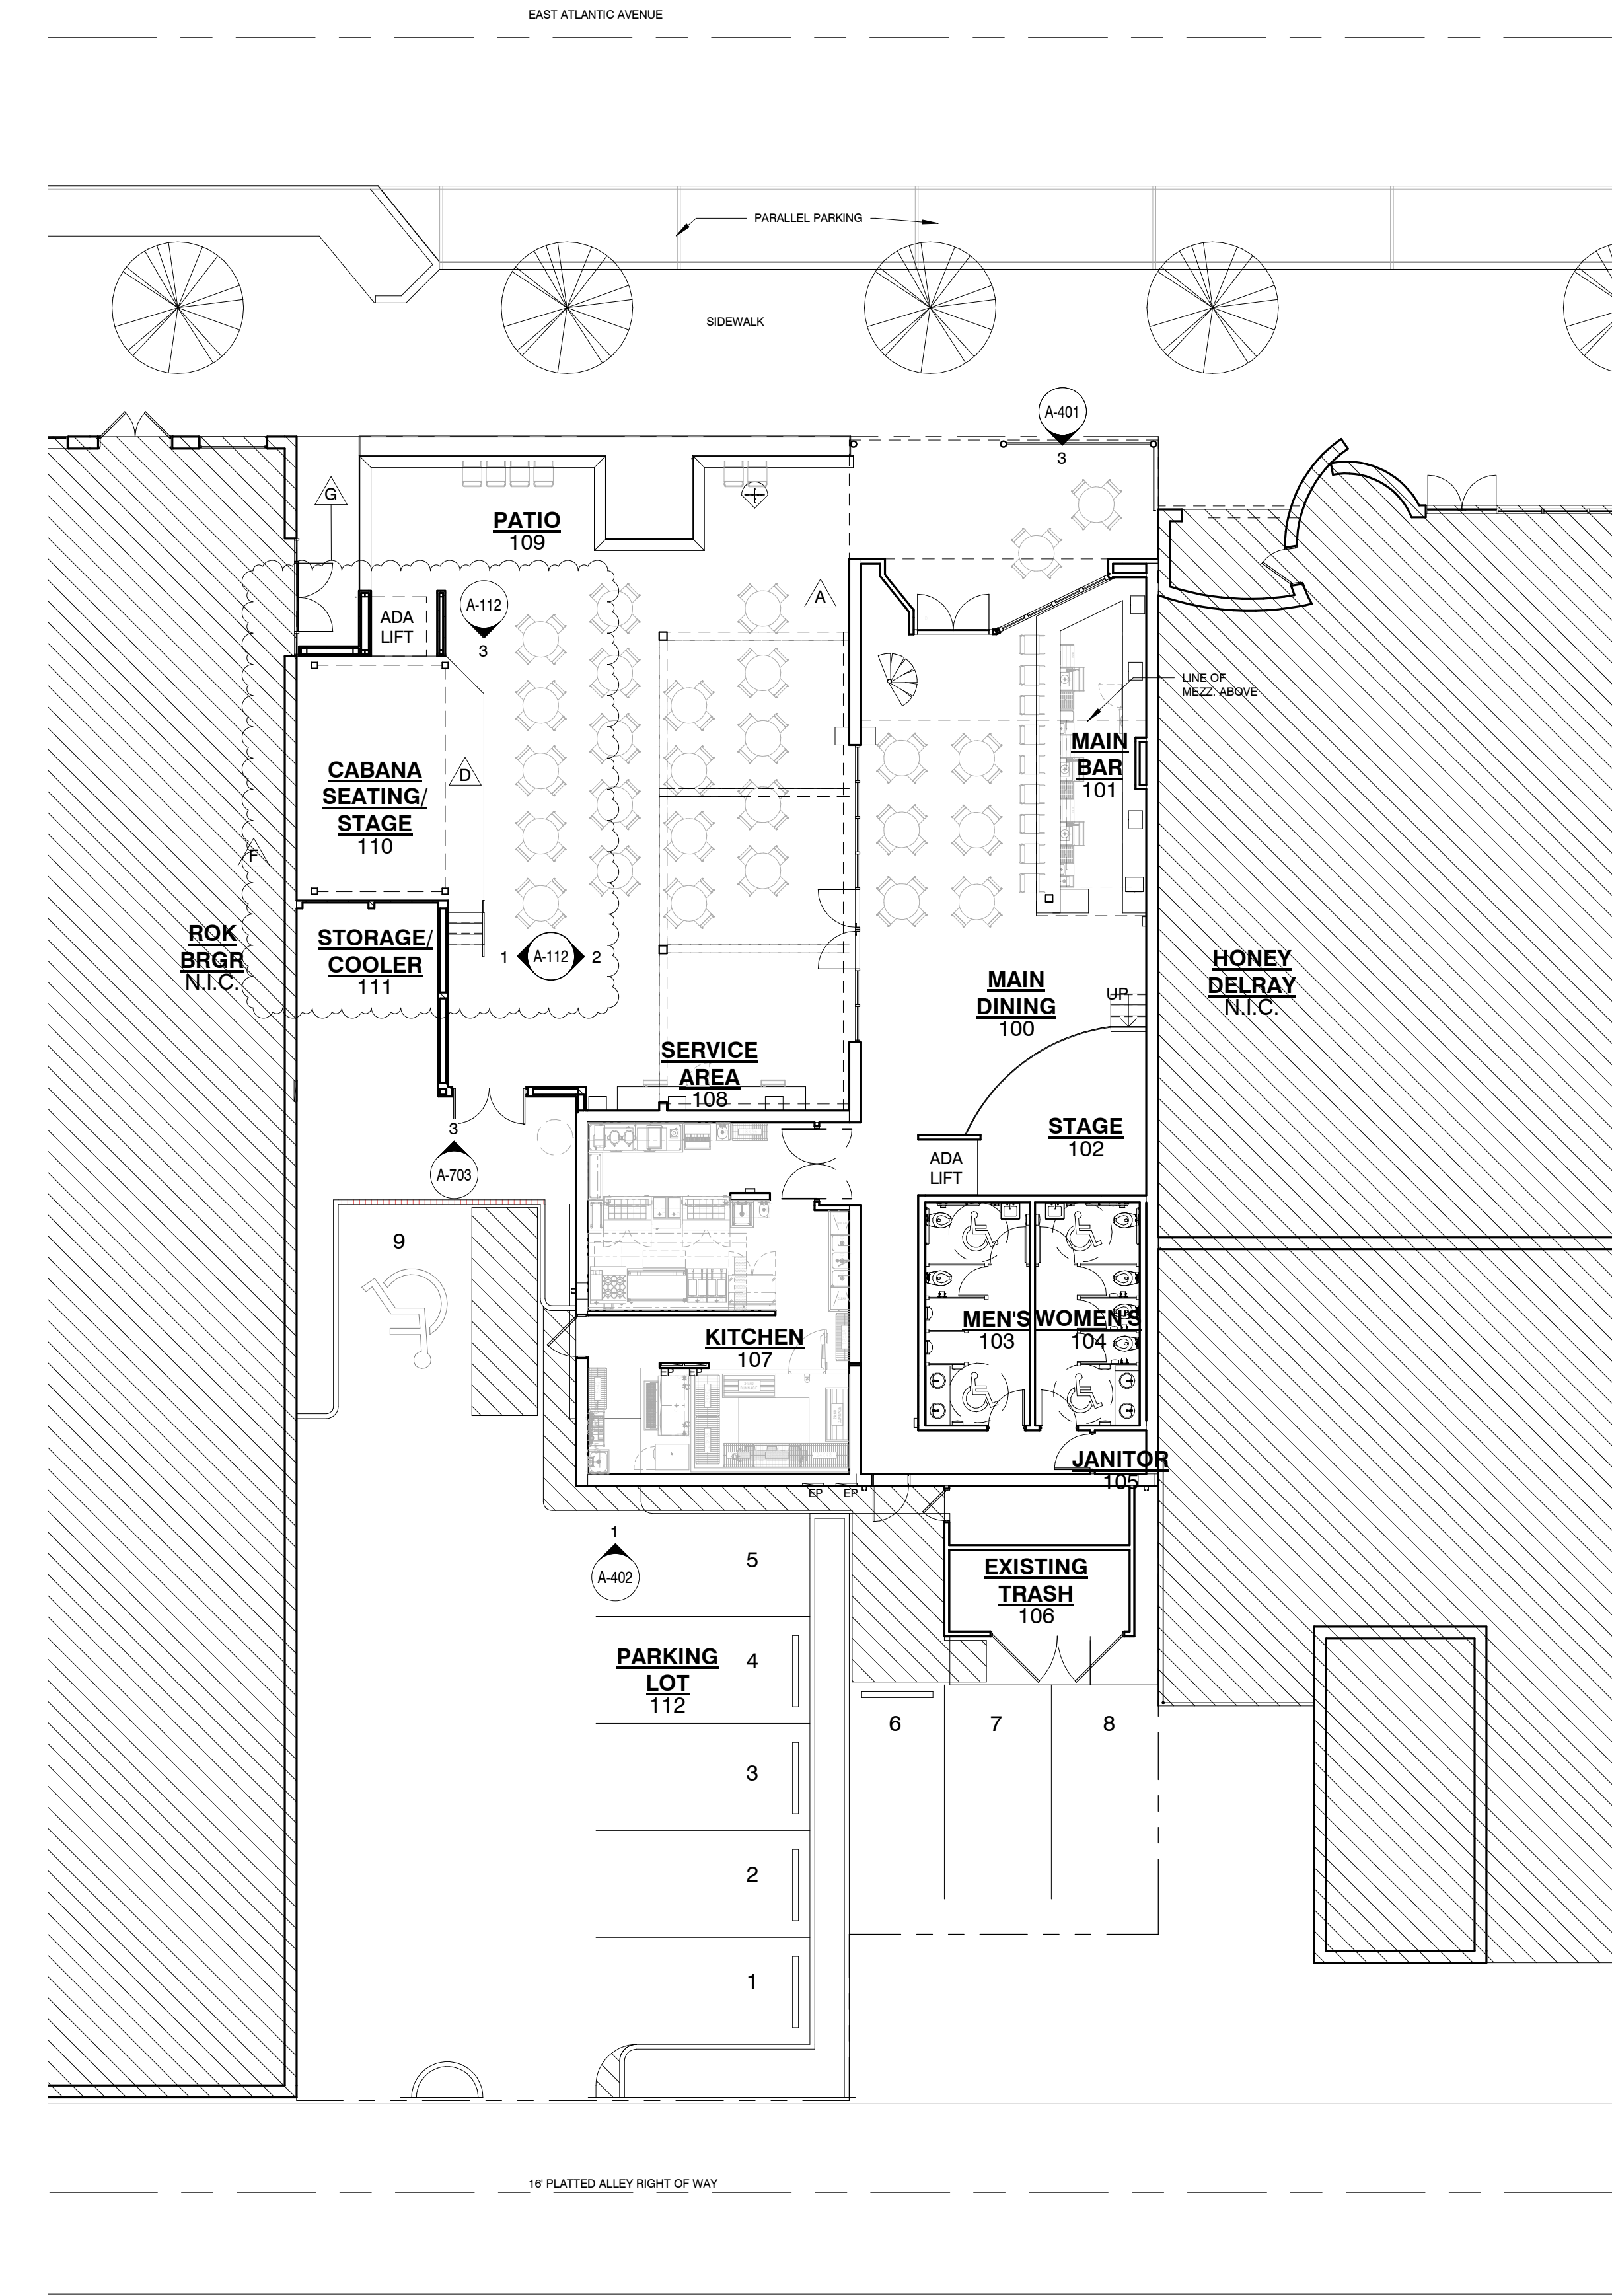 EAST ATLANTIC AVENUE
PARALLEL PARKING
SIDEWALK
A-401
3
G
PATIO
109
A
A-112
3
ADA
LIFT
LINE OF
MEZZ. ABOVE
MAIN
BAR
101
CABANA
SEATING/
STAGE
110
D
F
ROK
BRGR
N.I.C.
STORAGE/
COOLER
111
1
A-112
2
HONEY
DELRAY
N.I.C.
MAIN
DINING
100
UP
SERVICE
AREA
108
STAGE
102
3
A-703
ADA
LIFT
9
MEN'S
103
WOMEN'S
104
KITCHEN
107
EP
EP
JANITOR
105
EP
EP
1
A-402
5
EXISTING
TRASH
106
PARKING
LOT
112
4
6
7
8
3
2
1
16' PLATTED ALLEY RIGHT OF WAY